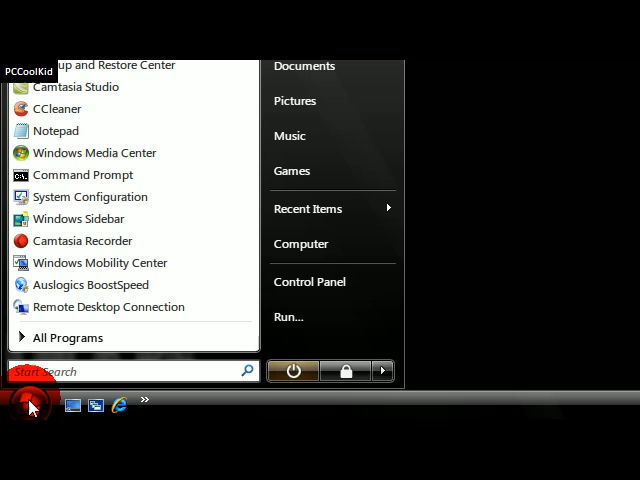 PCCoolKid
up and Restore Center
Camtasia Studio
CCleaner
Notepad
Windows Media Center
Command Prompt
System Configuration
Windows Sidebar
Camtasia Recorder
Windows Mobility Center
Auslogics BoostSpeed
Remote Desktop Connection
All Programs
Start Search
Documents
Pictures
Music
Games
Recent Items
Computer
Control Panel
Run...